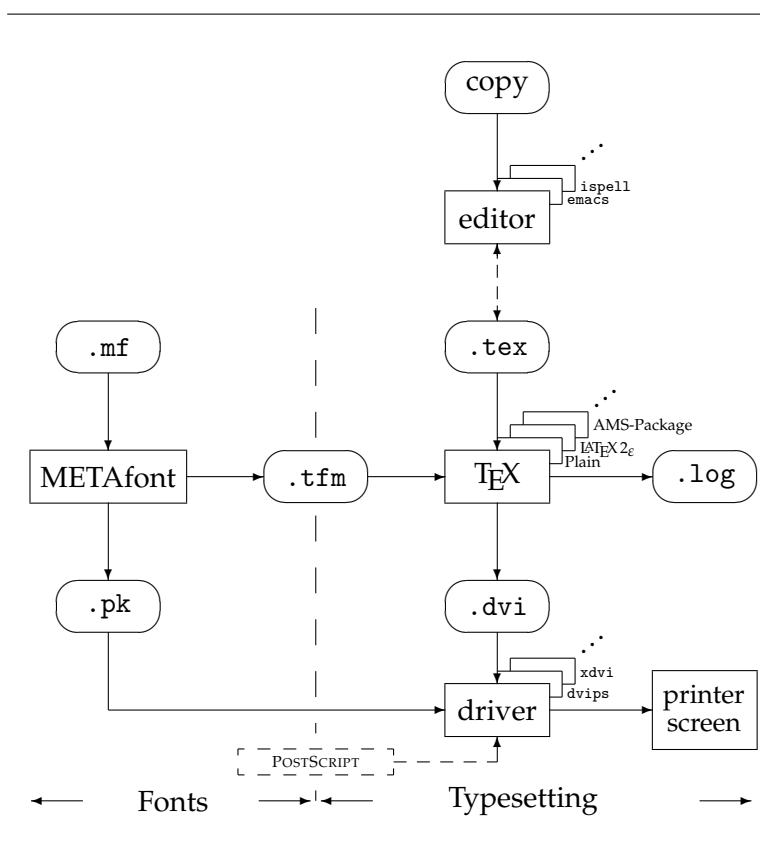 copy
ispell
emacs
editor
.mf
.tex
AMS-Package
LATEX 2ε
Plain
METAfont
.tfm
TEX
.log
.pk
.dvi
xdvi
dvips
driver
printer
screen
POSTSCRIPT
Fonts
Typesetting